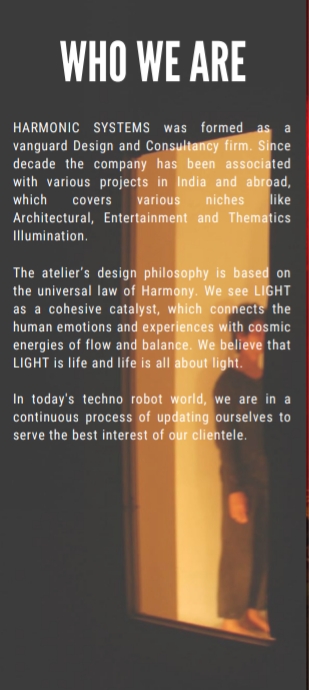 WHO WE ARE
HARMONIC SYSTEMS was formed as a
vanguard Design and Consultancy firm. Since
decade the company has been associated
with various projects in India and abroad,
which covers various niches like
Architectural, Entertainment and Thematics
Illumination.
The atelier's design philosophy is based on
the universal law of Harmony. We see LIGHT
as a cohesive catalyst, which connects the
human emotions and experiences with cosmic
energies of flow and balance. We believe that
LIGHT is life and life is all about light.
In today's techno robot world, we are in a
continuous process of updating ourselves to
serve the best interest of our clientele.